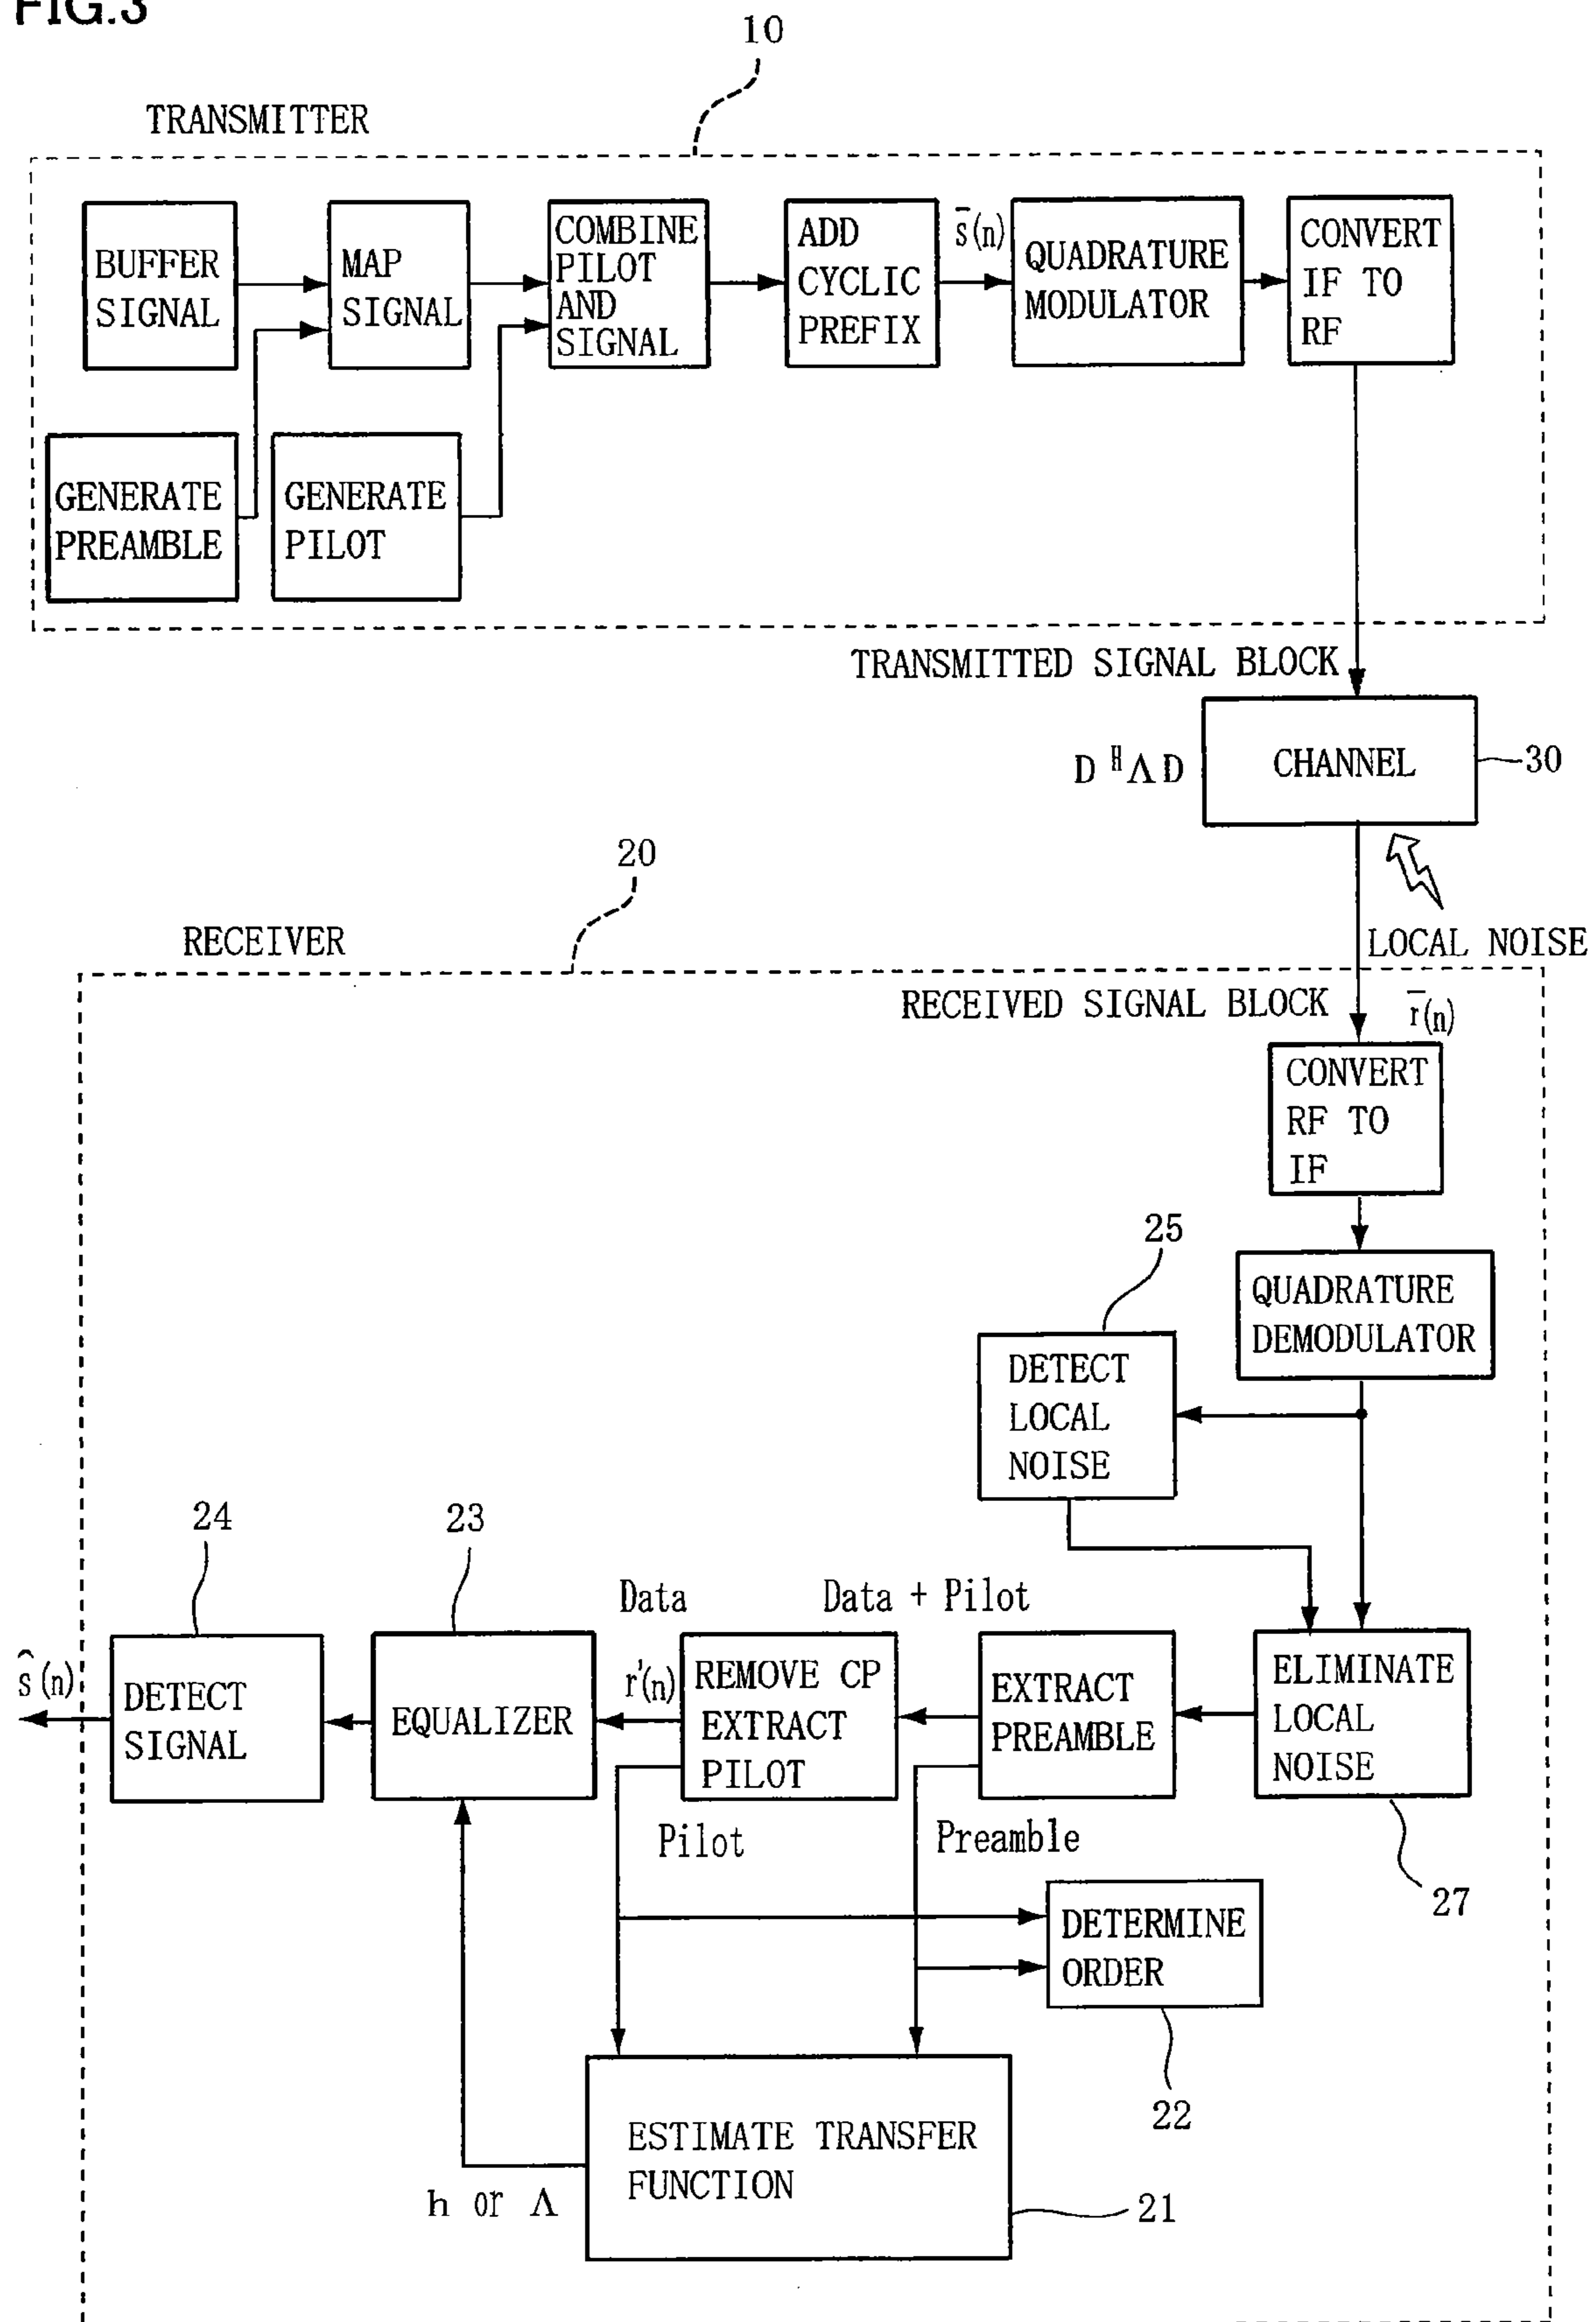 FIG.3
10
TRANSMITTER
BUFFER
SIGNAL
MAP
SIGNAL
COMBINE
PILOT
AND
SIGNAL
ADD
CYCLIC
PREFIX
s̅(n)
QUADRATURE
MODULATOR
CONVERT
IF TO
RF
GENERATE
PREAMBLE
GENERATE
PILOT
TRANSMITTED SIGNAL BLOCK
D ᴴ Λ D
CHANNEL
30
LOCAL NOISE
20
RECEIVER
RECEIVED SIGNAL BLOCK
r̅(n)
CONVERT
RF TO
IF
QUADRATURE
DEMODULATOR
25
DETECT
LOCAL
NOISE
24
23
Data
Data + Pilot
ŝ(n)
DETECT
SIGNAL
EQUALIZER
r'(n)
REMOVE CP
EXTRACT
PILOT
EXTRACT
PREAMBLE
ELIMINATE
LOCAL
NOISE
27
Pilot
Preamble
DETERMINE
ORDER
22
ESTIMATE TRANSFER
FUNCTION
h or Λ
21